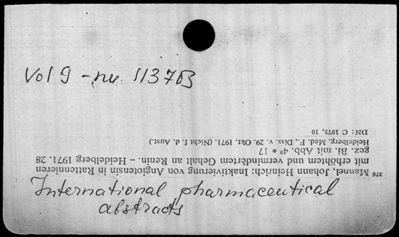 Vol 9 - nu. 1137B
376 Mannel, Johann Heinrich: Inaktivierung von Angiotensin in Rattennieren
mit erhöhtem und vermindertem Gehalt an Renin. – Heidelberg 1971. 28
gez. Bl. mit Abb. 4° * 17
Heidelberg, Med. F., Diss. v. 29. Okt. 1971. (Nicht f. d. Aust.)
DN: C 1972, 10
International pharmaceutical
abstracts